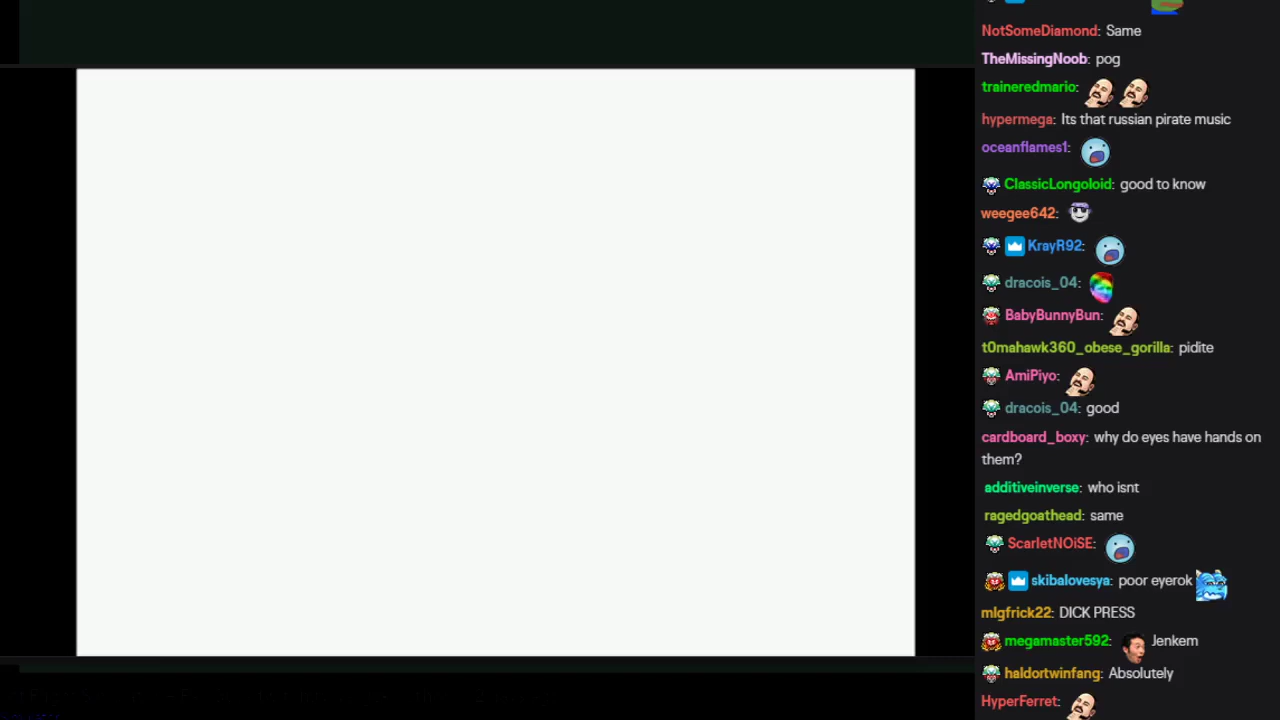 NotSomeDiamond: Same
TheMissingNoob: pog
traineredmario:
hypermega: Its that russian pirate music
oceanflames1:
ClassicLongoloid: good to know
weegee642:
KrayR92:
dracois_04:
BabyBunnyBun:
t0mahawk360_obese_gorilla: pidite
AmiPiyo:
dracois_04: good
cardboard_boxy: why do eyes have hands on
them?
additiveinverse: who isnt
ragedgoathead: same
ScarletNOiSE:
skibalovesya: poor eyerok
mlgfrick22: DICK PRESS
megamaster592: Jenkem
haldortwinfang: Absolutely
HyperFerret: